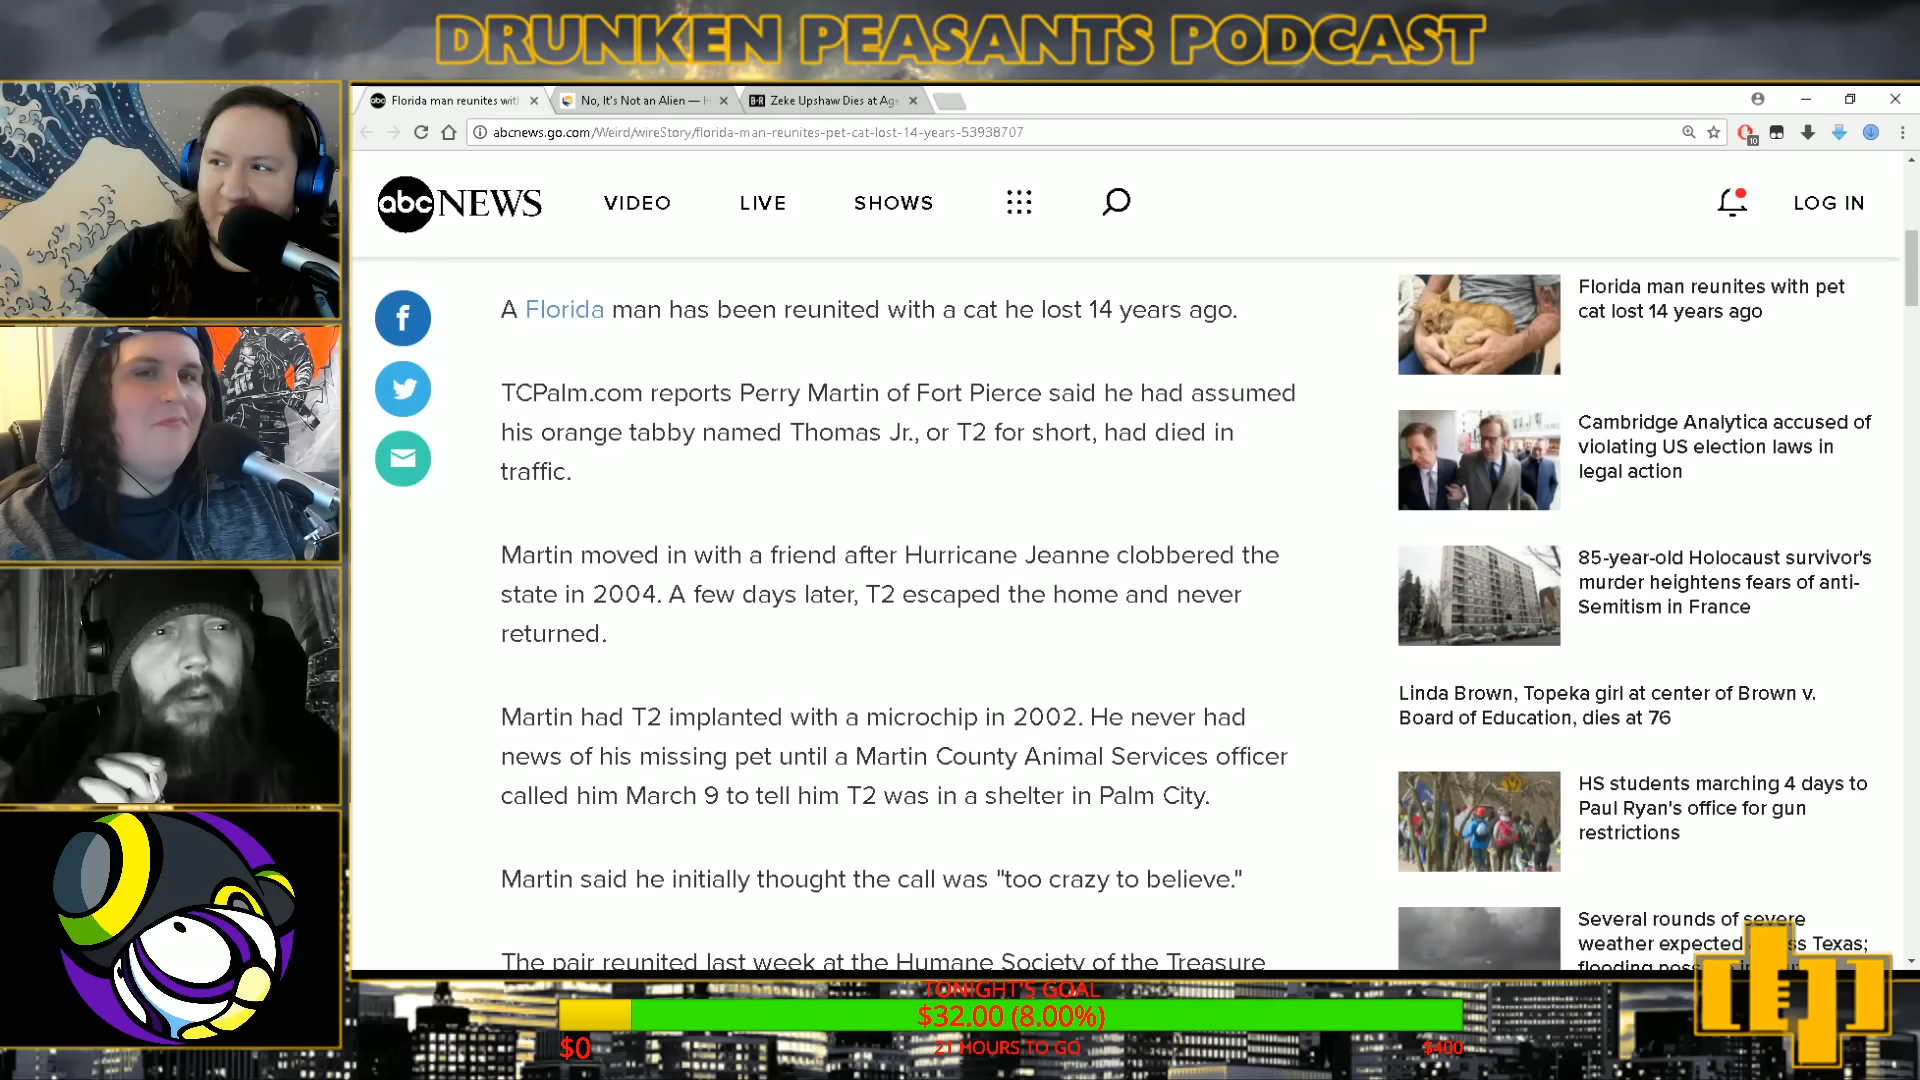 DRUNKEN PEASANTS PODCAST
abc Florida man reunites with
No, It's Not an Alien — H
B/R Zeke Upshaw Dies at Age
abcnews.go.com/Weird/wireStory/florida-man-reunites-pet-cat-lost-14-years-53938707
10
abc NEWS
VIDEO
LIVE
SHOWS
LOG IN
A Florida man has been reunited with a cat he lost 14 years ago.
TCPalm.com reports Perry Martin of Fort Pierce said he had assumed
his orange tabby named Thomas Jr., or T2 for short, had died in
traffic.
Martin moved in with a friend after Hurricane Jeanne clobbered the
state in 2004. A few days later, T2 escaped the home and never
returned.
Martin had T2 implanted with a microchip in 2002. He never had
news of his missing pet until a Martin County Animal Services officer
called him March 9 to tell him T2 was in a shelter in Palm City.
Martin said he initially thought the call was "too crazy to believe."
The pair reunited last week at the Humane Society of the Treasure
Florida man reunites with pet
cat lost 14 years ago
Cambridge Analytica accused of
violating US election laws in
legal action
85-year-old Holocaust survivor's
murder heightens fears of anti-
Semitism in France
Linda Brown, Topeka girl at center of Brown v.
Board of Education, dies at 76
HS students marching 4 days to
Paul Ryan's office for gun
restrictions
Several rounds of severe
weather expected Texas;
flooding
TONIGHT'S GOAL
$32.00 (8.00%)
$0
21 HOURS TO GO
$400